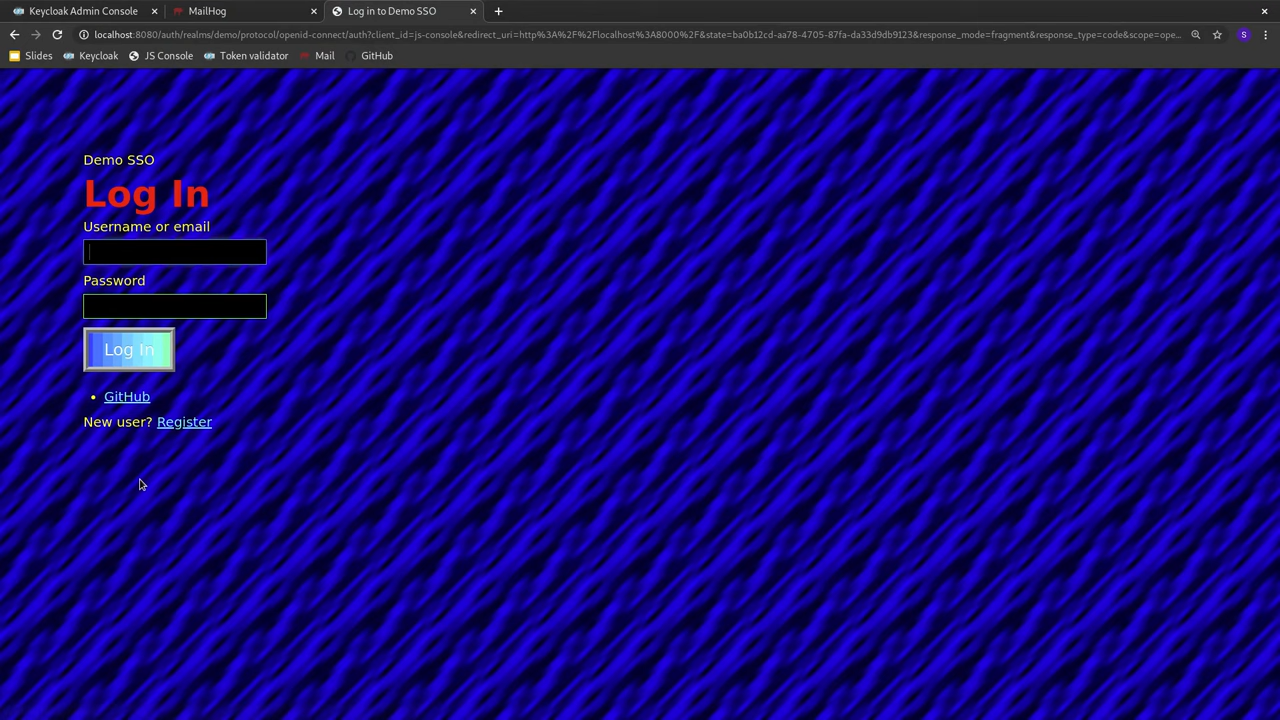 Keycloak Admin Console
MailHog
Log in to Demo SSO
localhost:8080/auth/realms/demo/protocol/openid-connect/auth?client_id=js-console&redirect_uri=http%3A%2F%2Flocalhost%3A8000%2F&state=ba0b12cd-aa78-4705-87fa-da33d9db9123&response_mode=fragment&response_type=code&scope=ope...
S
Slides
Keycloak
JS Console
Token validator
Mail
GitHub
Demo SSO
Log In
Username or email
Password
Log In
GitHub
New user? Register